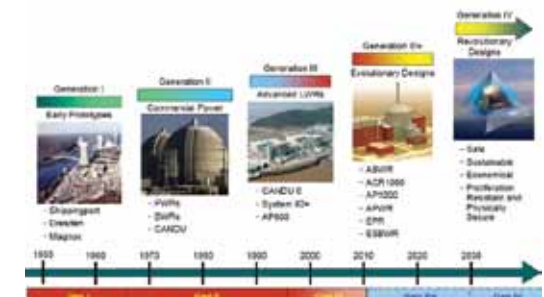 Generation I
Early Prototypes
- Shippingport
- Dresden
- Magnox
Generation II
Commercial Power
- PWRs
- BWRs
- CANDU
Generation III
Advanced LWRs
- CANDU 6
- System 80+
- AP600
Generation III+
Evolutionary Designs
- ABWR
- ACR1000
- AP1000
- APWR
- EPR
- ESBWR
Generation IV
Revolutionary Designs
- Safe
- Sustainable
- Economical
- Proliferation
Resistant and
Physically
Secure
1950
1960
1970
1980
1990
2000
2010
2020
2030